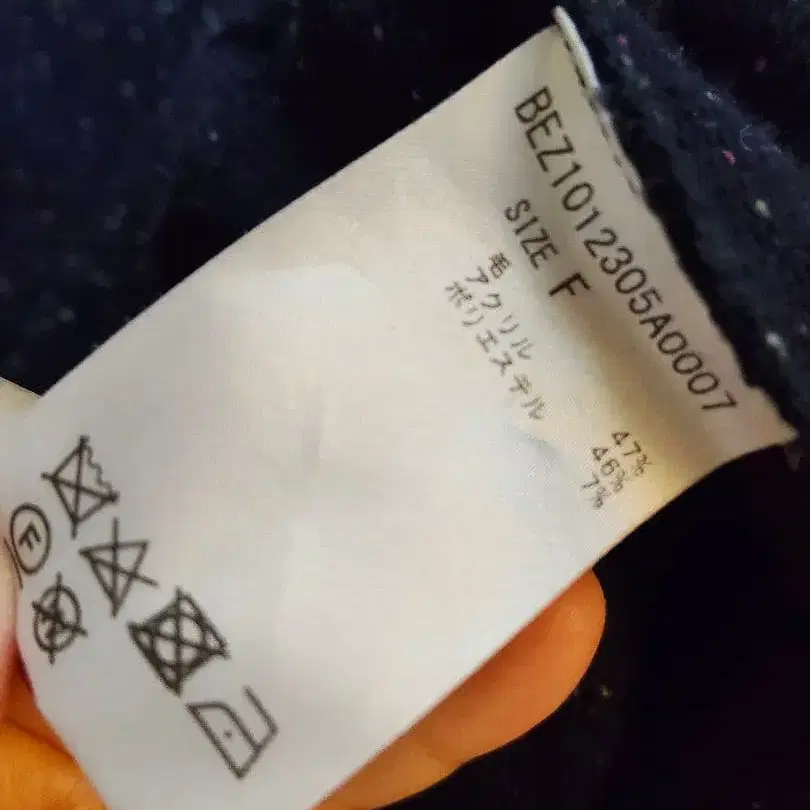 BEZ1012305A0007
SIZE F
毛 47%
アクリル 46%
ポリエステル 7%
F
W